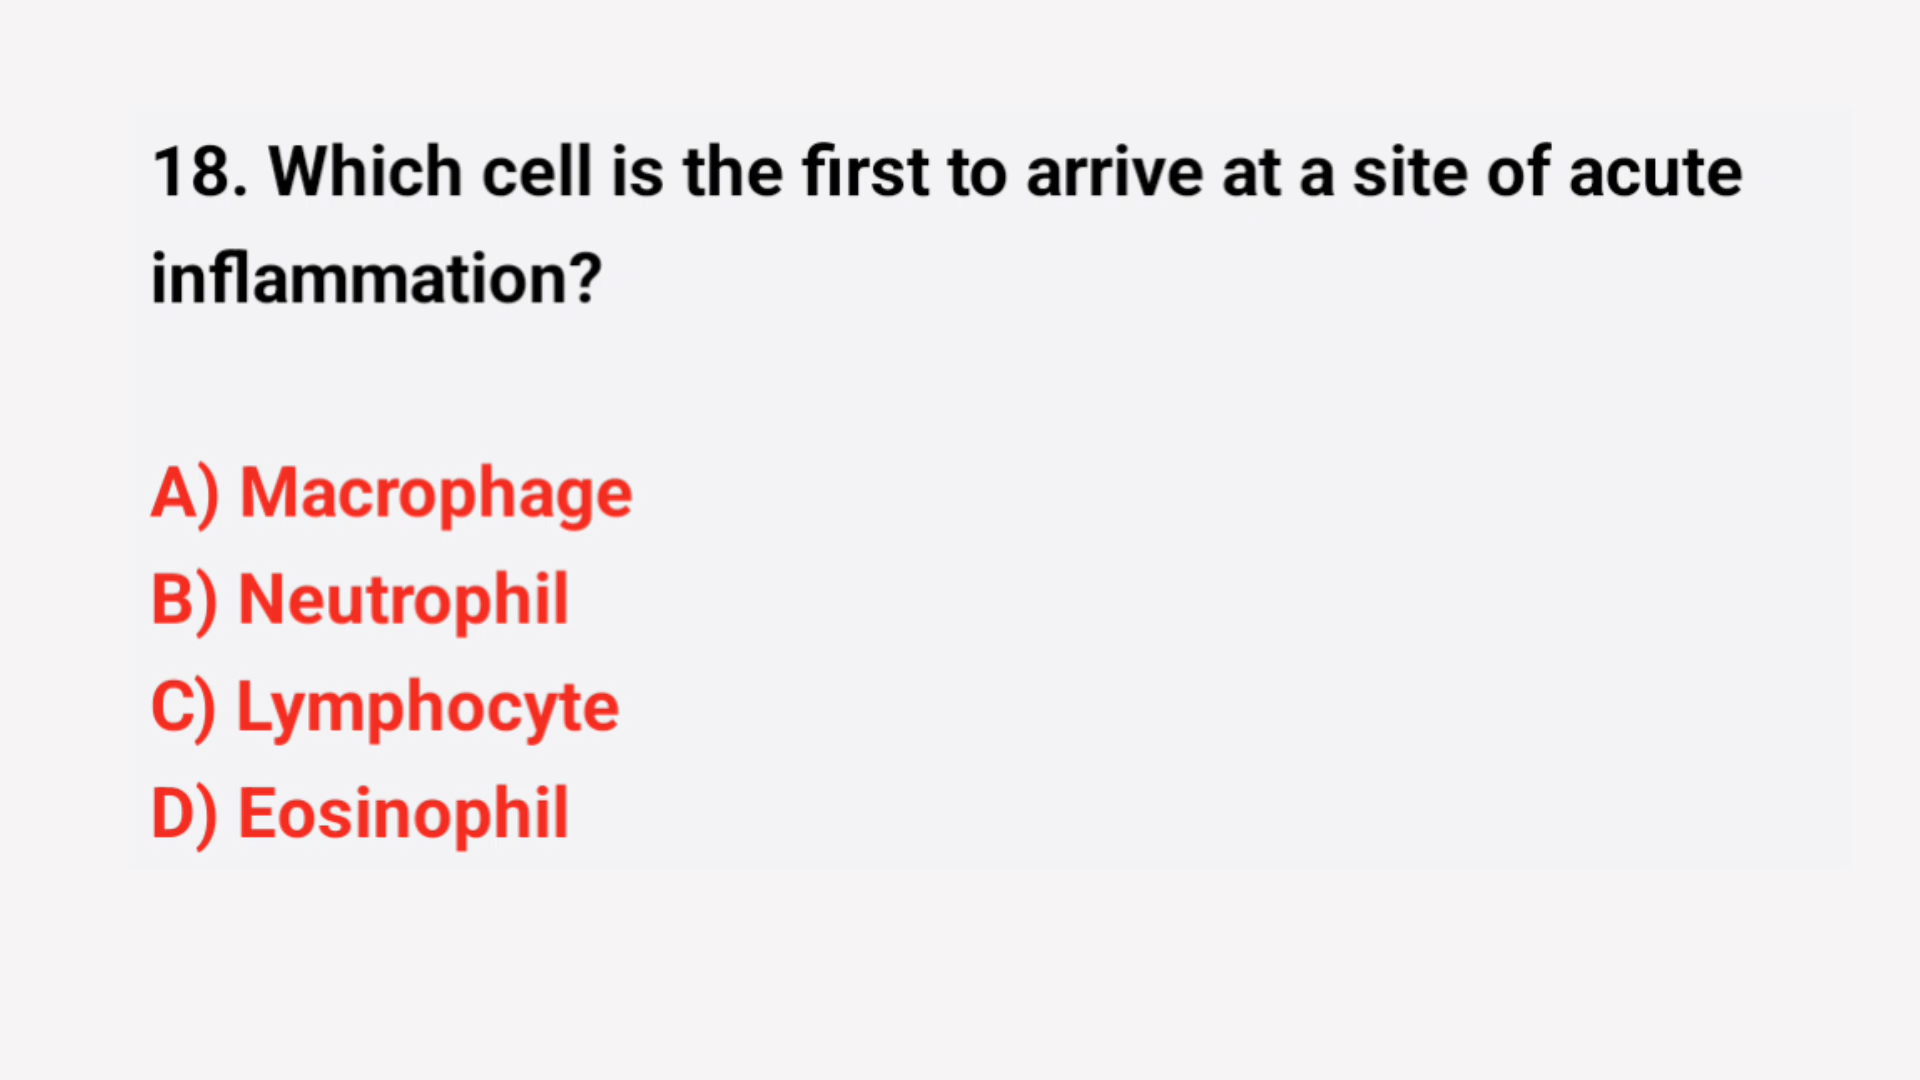 18. Which cell is the first to arrive at a site of acute
inflammation?
A) Macrophage
B) Neutrophil
C) Lymphocyte
D) Eosinophil